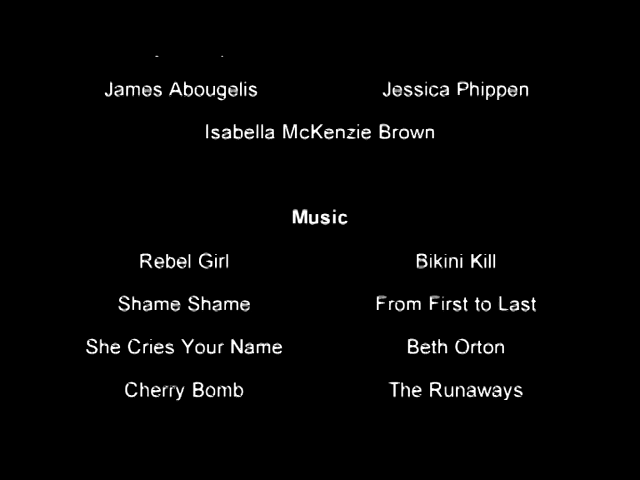 James Abougelis Jessica Phippen
Isabella McKenzie Brown
Music
Rebel Girl Bikini Kill
Shame Shame From First to Last
She Cries Your Name Beth Orton
Cherry Bomb The Runaways